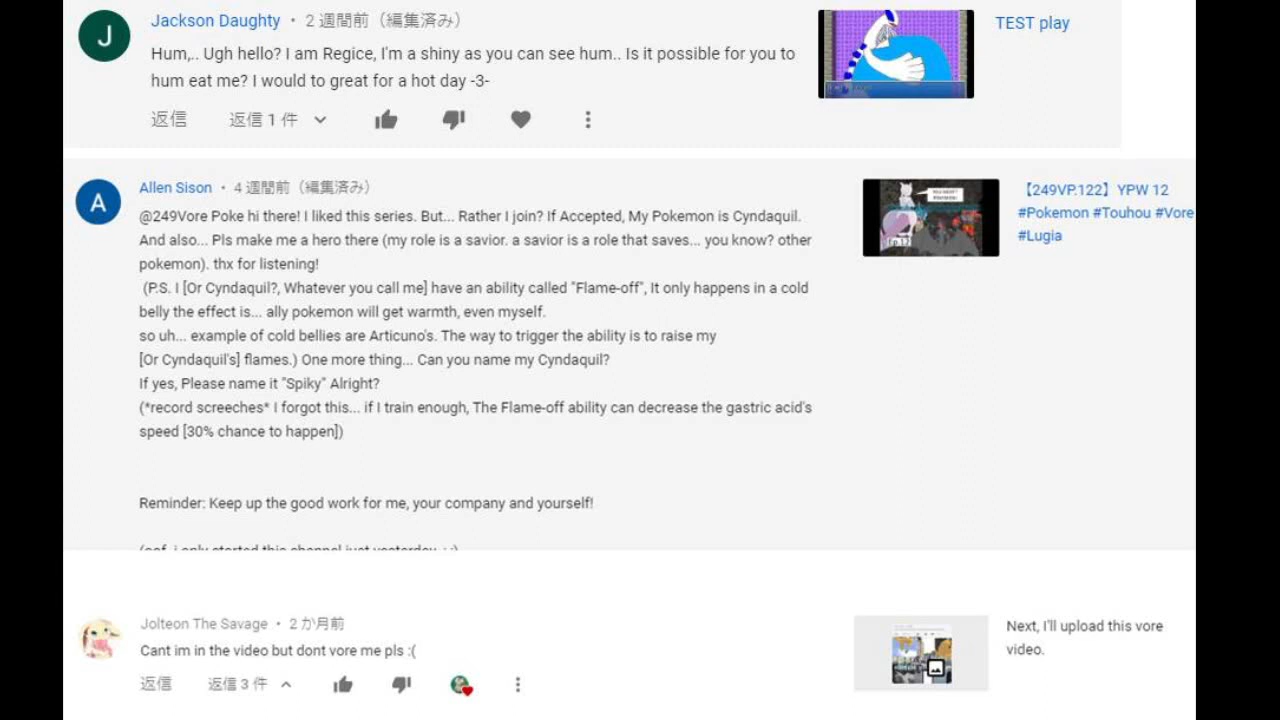 J
Jackson Daughty • 2 週間前（編集済み）
Hum,.. Ugh hello? I am Regice, I'm a shiny as you can see hum.. Is it possible for you to
hum eat me? I would to great for a hot day -3-
返信 返信 1 件
TEST play
A
Allen Sison • 4 週間前（編集済み）
@249Vore Poke hi there! I liked this series. But... Rather I join? If Accepted, My Pokemon is Cyndaquil.
And also... Pls make me a hero there (my role is a savior. a savior is a role that saves... you know? other
pokemon). thx for listening!
(P.S. I [Or Cyndaquil?, Whatever you call me] have an ability called "Flame-off", It only happens in a cold
belly the effect is... ally pokemon will get warmth, even myself.
so uh... example of cold bellies are Articuno's. The way to trigger the ability is to raise my
[Or Cyndaquil's] flames.) One more thing... Can you name my Cyndaquil?
If yes, Please name it "Spiky" Alright?
(*record screeches* I forgot this... if I train enough, The Flame-off ability can decrease the gastric acid's
speed [30% chance to happen])
Reminder: Keep up the good work for me, your company and yourself!
(oof, i only started this channel just yesterday
【249VP.122】YPW 12
#Pokemon #Touhou #Vore
#Lugia
Jolteon The Savage • 2 か月前
Cant im in the video but dont vore me pls :(
返信 返信 3 件
Next, I'll upload this vore
video.